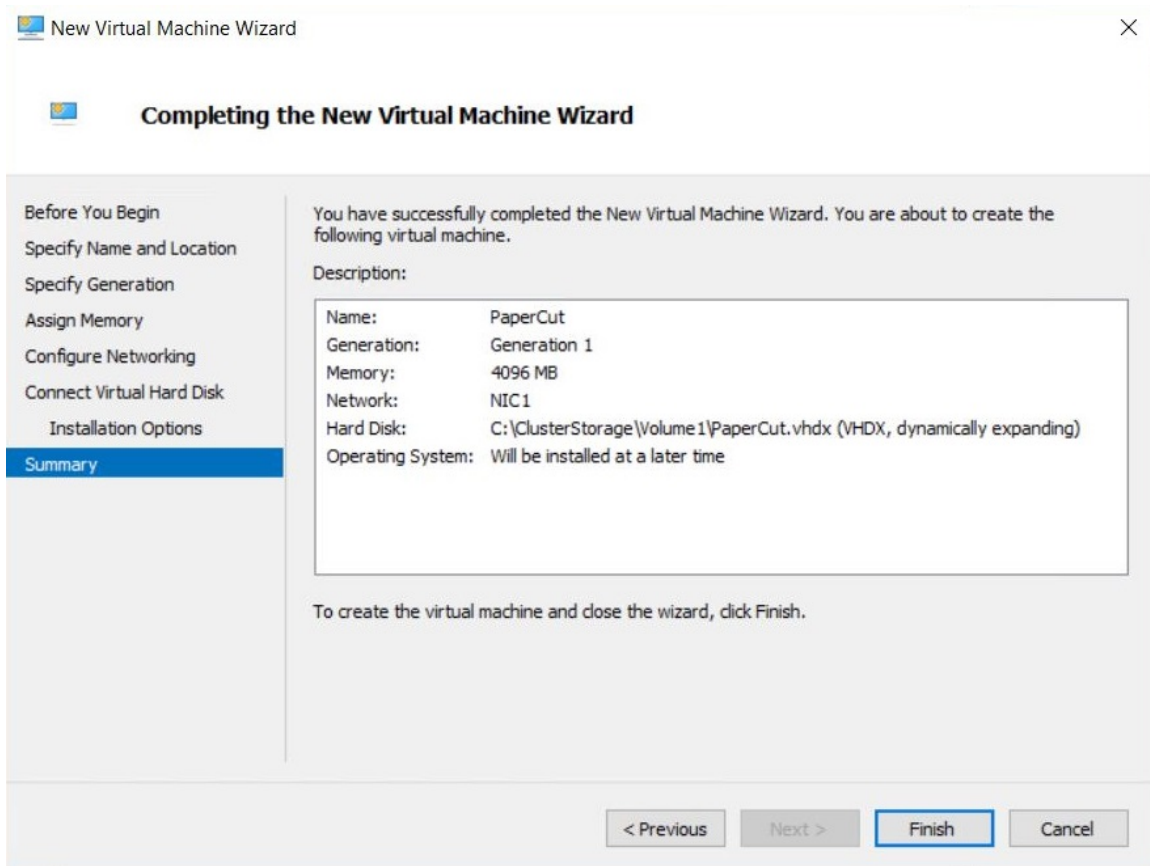 New Virtual Machine Wizard
Completing the New Virtual Machine Wizard
Before You Begin
Specify Name and Location
Specify Generation
Assign Memory
Configure Networking
Connect Virtual Hard Disk
Installation Options
Summary
You have successfully completed the New Virtual Machine Wizard. You are about to create the
following virtual machine.
Description:
Name: PaperCut
Generation: Generation 1
Memory: 4096 MB
Network: NIC1
Hard Disk: C:\ClusterStorage\Volume1\PaperCut.vhdx (VHDX, dynamically expanding)
Operating System: Will be installed at a later time
To create the virtual machine and close the wizard, click Finish.
< Previous
Next >
Finish
Cancel